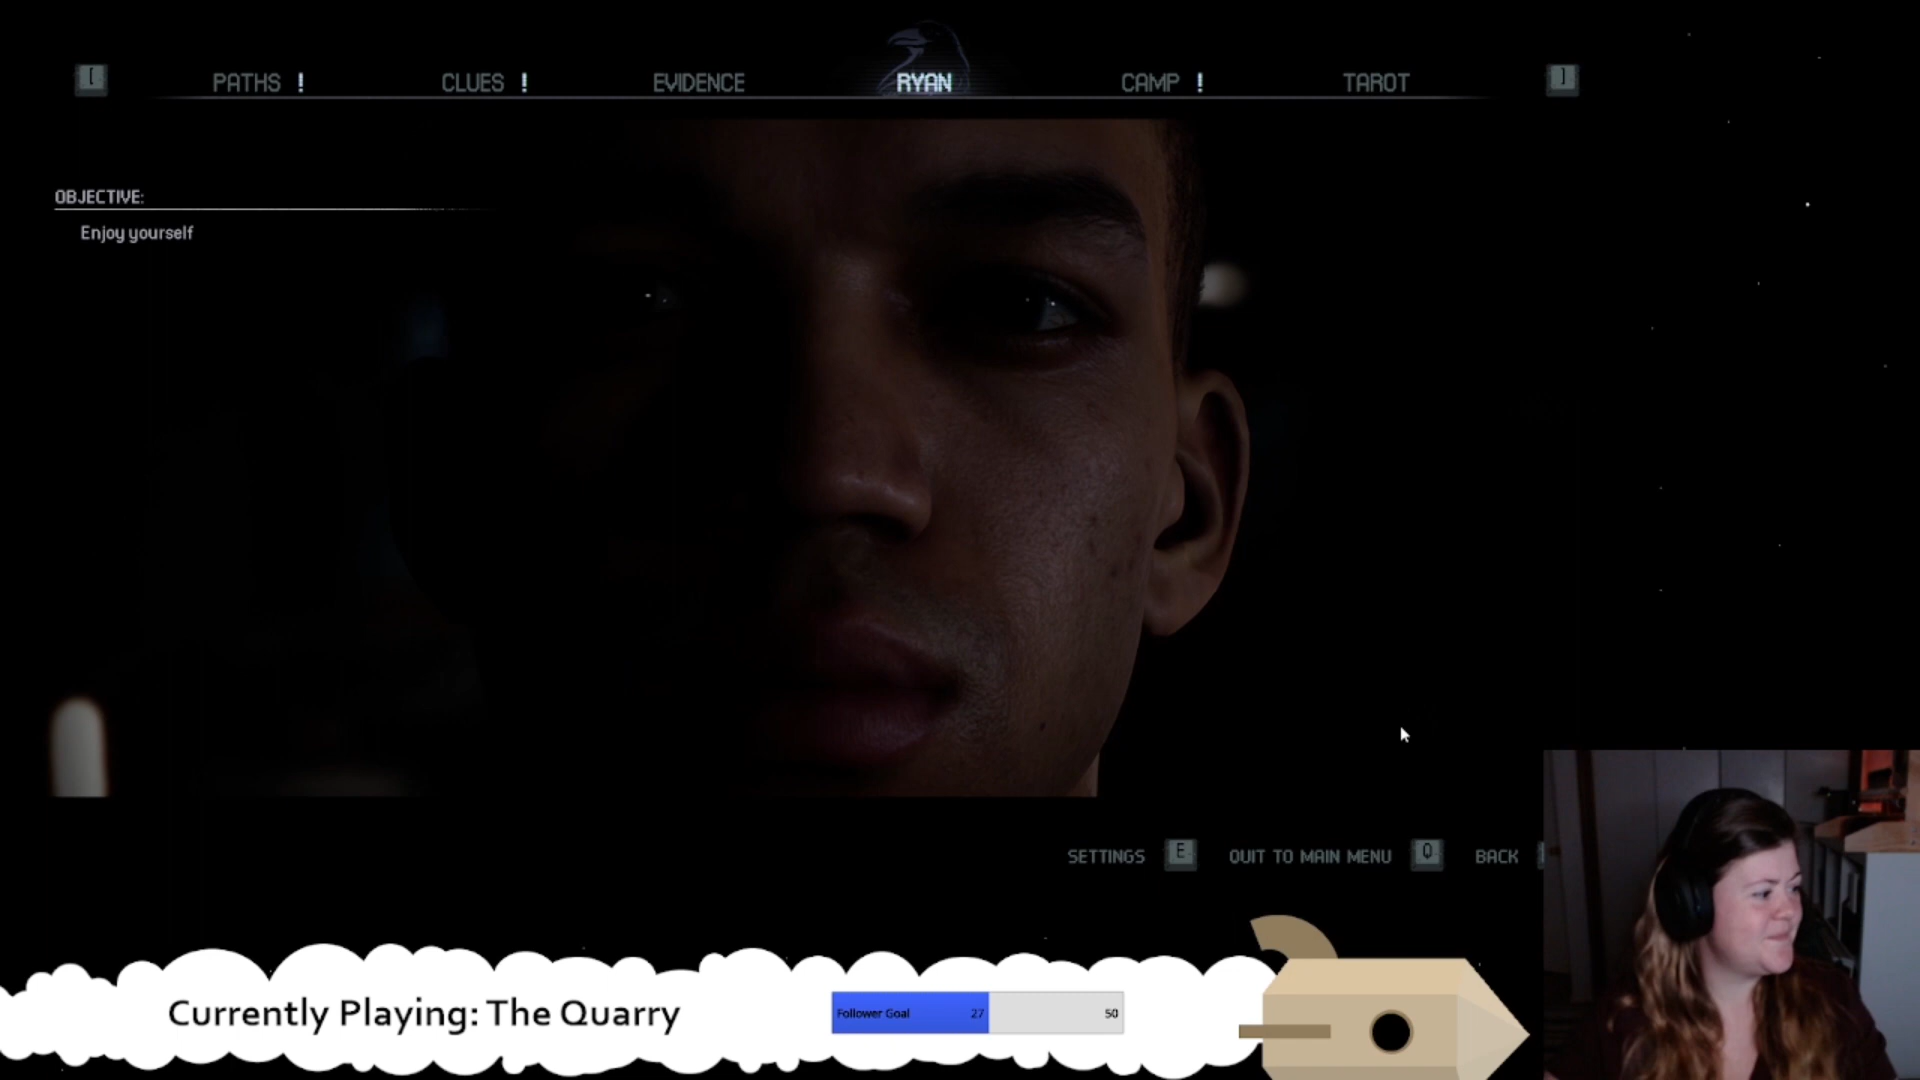 [ PATHS ! CLUES ! EVIDENCE RYAN CAMP ! TAROT ]
OBJECTIVE:
Enjoy yourself
SETTINGS E QUIT TO MAIN MENU Q BACK
Currently Playing: The Quarry
Follower Goal 27 50